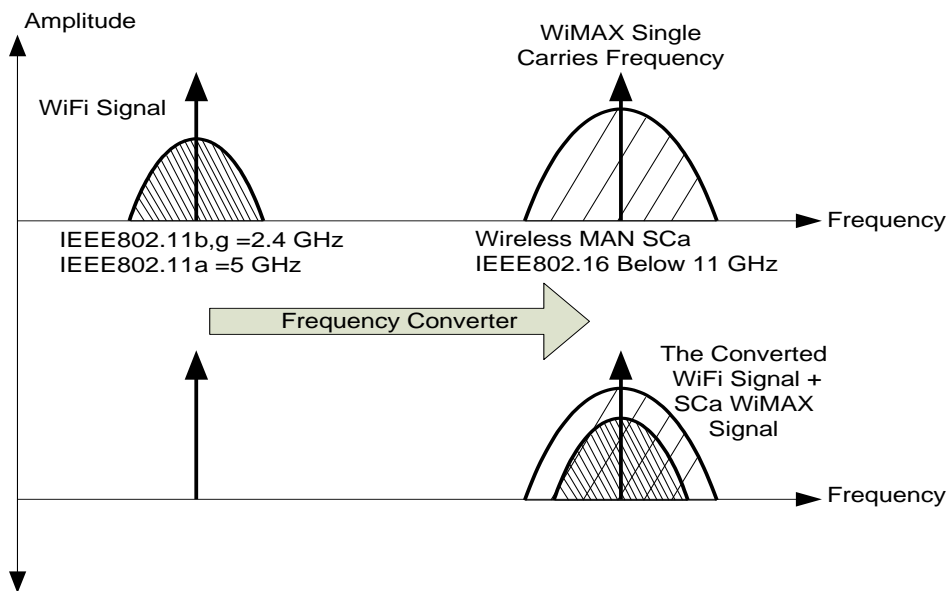 Amplitude
WiMAX Single
Carries Frequency
WiFi Signal
Frequency
IEEE802.11b,g =2.4 GHz
IEEE802.11a =5 GHz
Wireless MAN SCa
IEEE802.16 Below 11 GHz
Frequency Converter
The Converted
WiFi Signal +
SCa WiMAX
Signal
Frequency